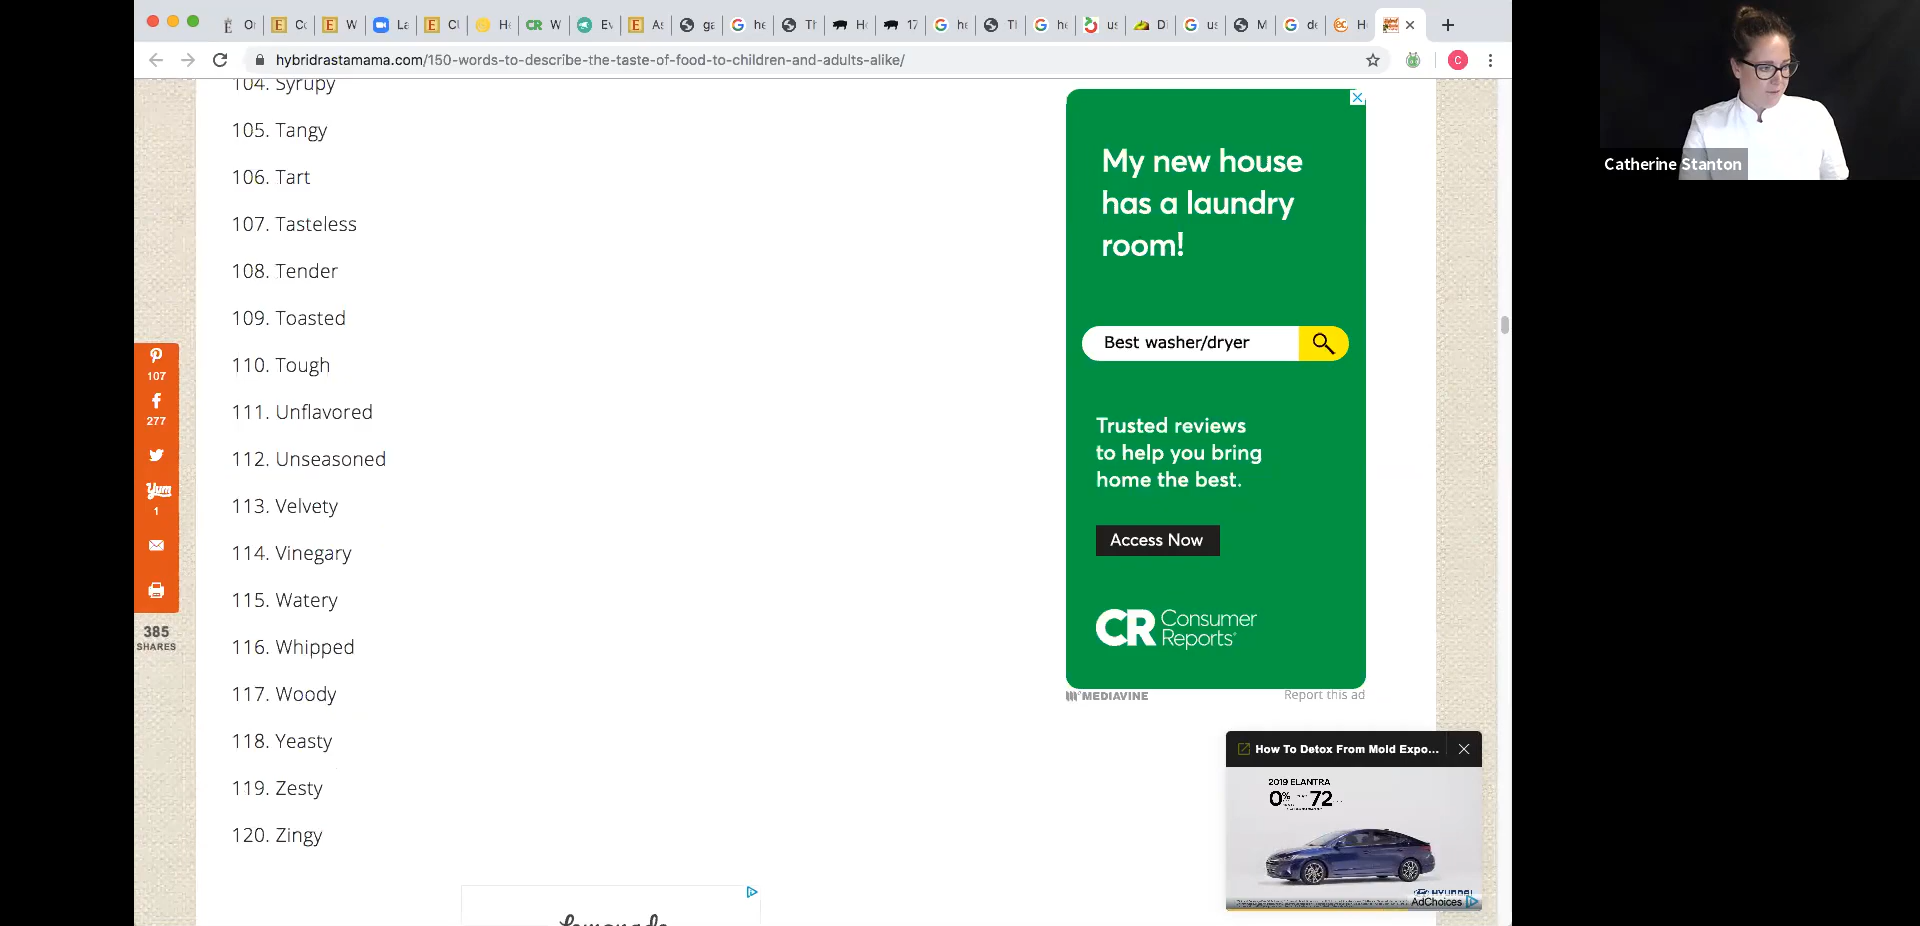 hybridrastamama.com/150-words-to-describe-the-taste-of-food-to-children-and-adults-alike/
C
104. Syrupy
105. Tangy
106. Tart
107. Tasteless
108. Tender
109. Toasted
110. Tough
111. Unflavored
112. Unseasoned
113. Velvety
114. Vinegary
115. Watery
116. Whipped
117. Woody
118. Yeasty
119. Zesty
120. Zingy
107
277
Yum
1
385
SHARES
My new house
has a laundry
room!
Best washer/dryer
Trusted reviews
to help you bring
home the best.
Access Now
CR Consumer
Reports
MEDIAVINE
Report this ad
How To Detox From Mold Expo...
2019 ELANTRA
0% 72
HYUNDAI
AdChoices
Catherine Stanton